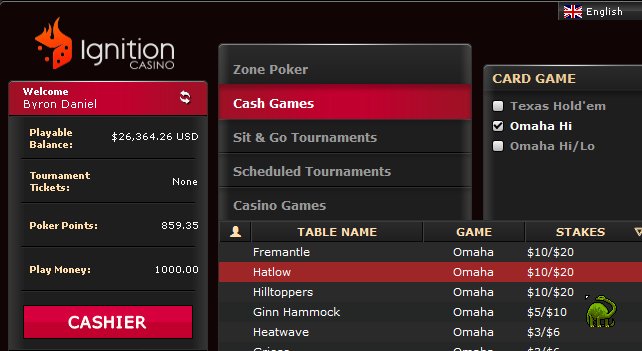 English
Ignition
CASINO
Welcome
Byron Daniel
Playable
Balance:
$26,364.26 USD
Tournament
Tickets:
None
Poker Points:
859.35
Play Money:
1000.00
CASHIER
Zone Poker
Cash Games
Sit & Go Tournaments
Scheduled Tournaments
Casino Games
CARD GAME
Texas Hold'em
Omaha Hi
Omaha Hi/Lo
TABLE NAME GAME STAKES
Fremantle Omaha $10/$20
Hatlow Omaha $10/$20
Hilltoppers Omaha $10/$20
Ginn Hammock Omaha $5/$10
Heatwave Omaha $3/$6